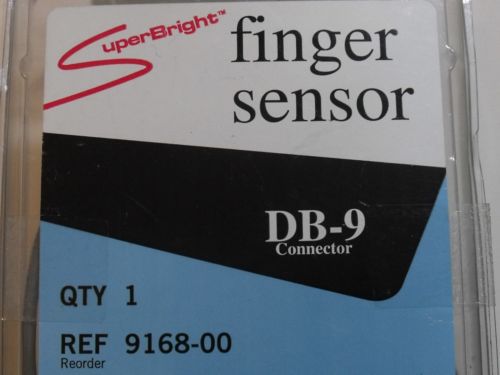 SuperBright™
finger
sensor
DB-9
Connector
QTY 1
REF 9168-00
Reorder